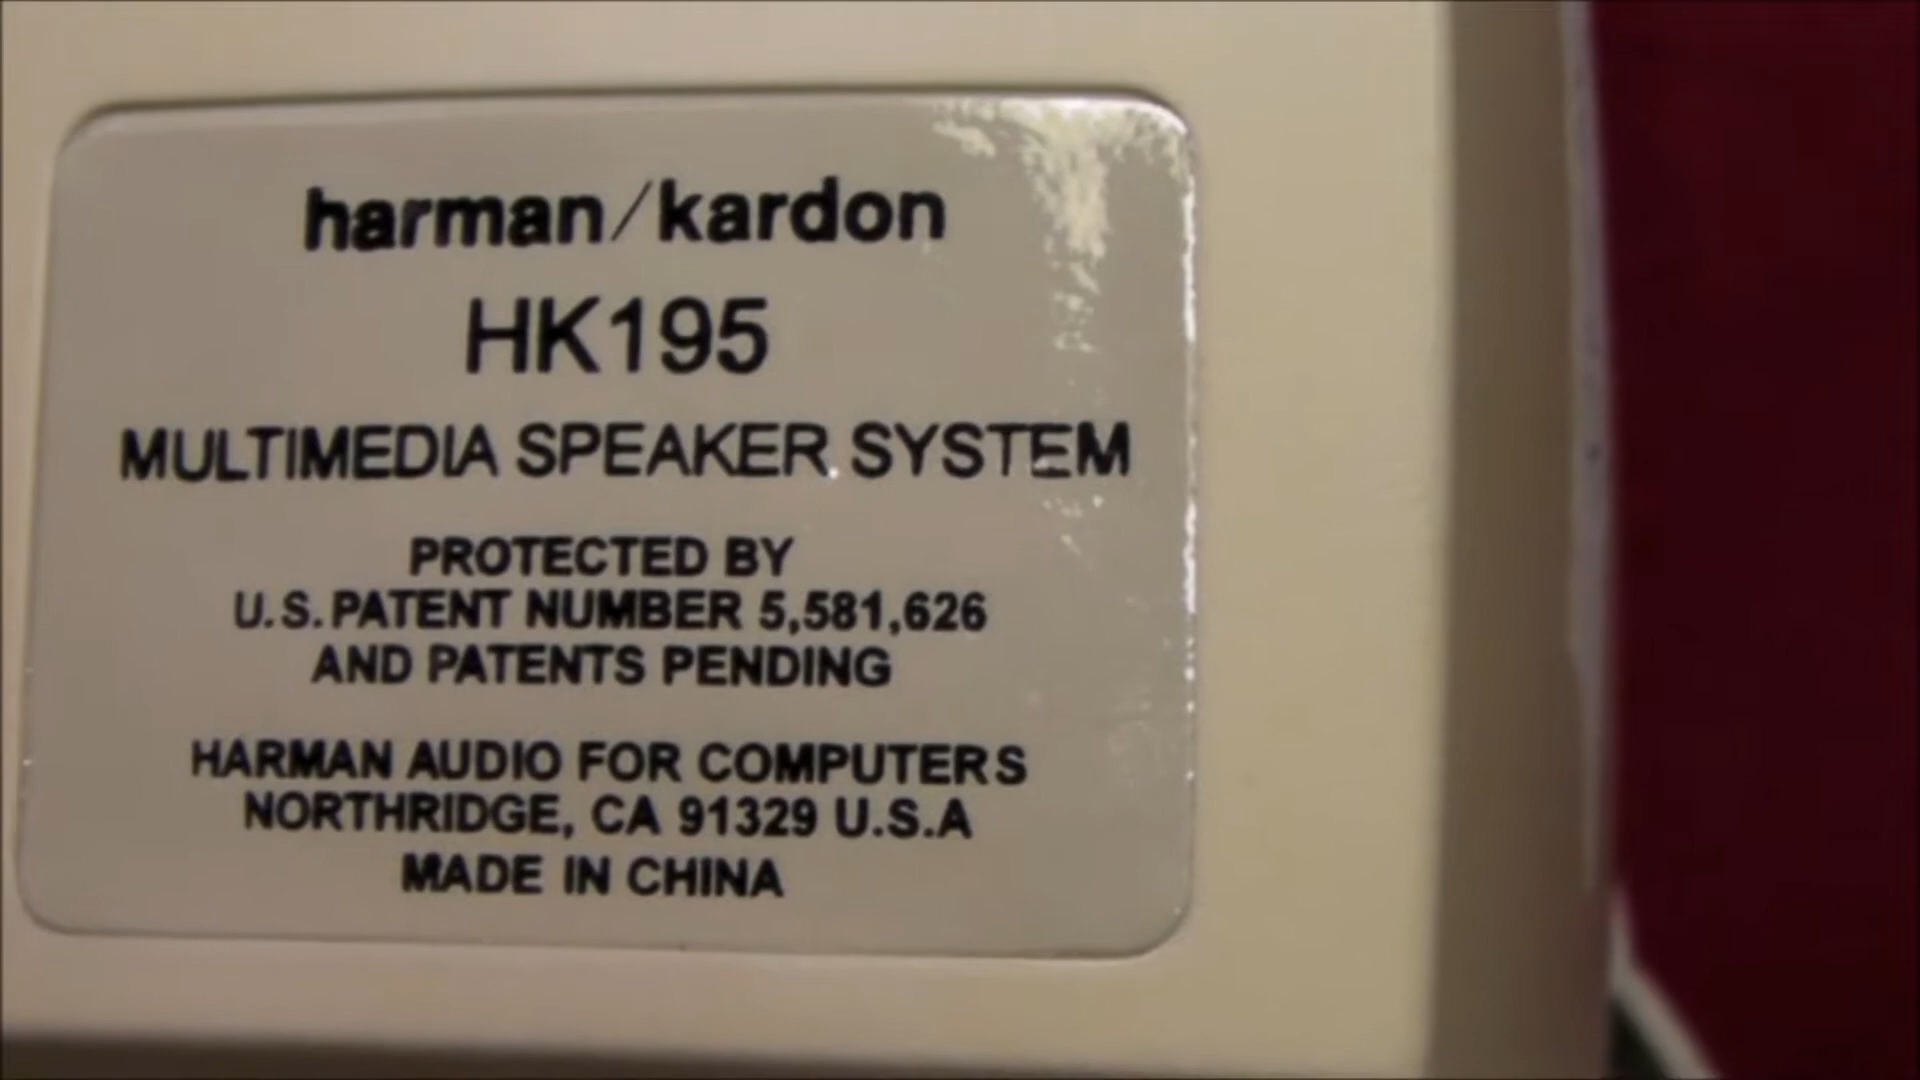 harman/kardon
HK195
MULTIMEDIA SPEAKER SYSTEM
PROTECTED BY
U.S. PATENT NUMBER 5,581,626
AND PATENTS PENDING
HARMAN AUDIO FOR COMPUTERS
NORTHRIDGE, CA 91329 U.S.A
MADE IN CHINA